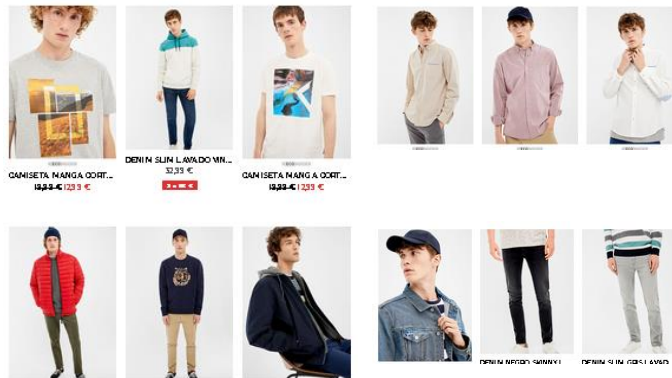 CAMISETA MANGA CORT...
12,99 €
DENIM SLIM LAVADO VIN...
32,99 €
CAMISETA MANGA CORT...
12,99 €
DENIM NEGRO SKINNY
DENIM SLIM GRIS LAVAD